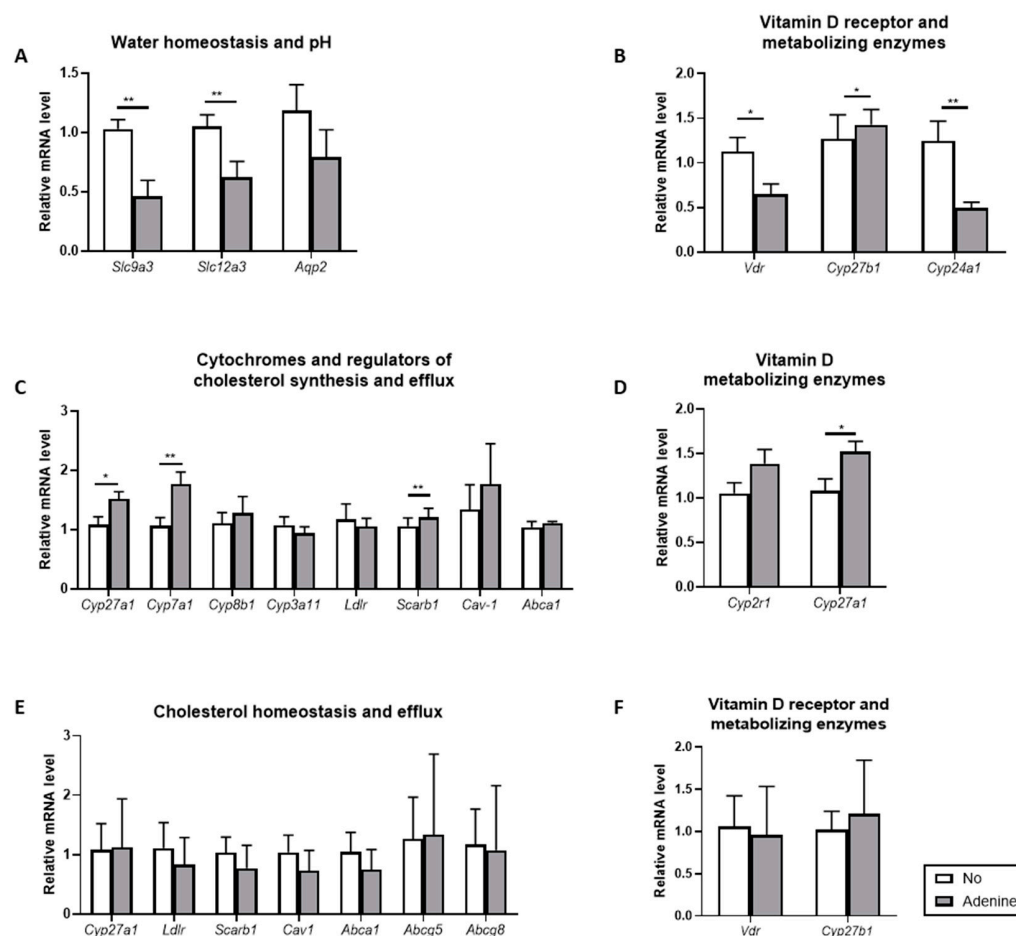 A
Water homeostasis and pH
Relative mRNA level
1.5
1.0
0.5
0.0
**
**
Slc9a3
Slc12a3
Aqp2
B
Vitamin D receptor and
metabolizing enzymes
Relative mRNA level
2.0
1.5
1.0
0.5
0.0
*
*
**
Vdr
Cyp27b1
Cyp24a1
C
Cytochromes and regulators of
cholesterol synthesis and efflux
Relative mRNA level
3
2
1
0
*
**
**
Cyp27a1
Cyp7a1
Cyp8b1
Cyp3a11
Ldlr
Scarb1
Cav-1
Abca1
D
Vitamin D
metabolizing enzymes
Relative mRNA level
2.0
1.5
1.0
0.5
0.0
*
Cyp2r1
Cyp27a1
E
Cholesterol homeostasis and efflux
Relative mRNA level
3
2
1
0
Cyp27a1
Ldlr
Scarb1
Cav1
Abca1
Abcg5
Abcg8
F
Vitamin D receptor and
metabolizing enzymes
Relative mRNA level
2.0
1.5
1.0
0.5
0.0
Vdr
Cyp27b1
No
Adenine